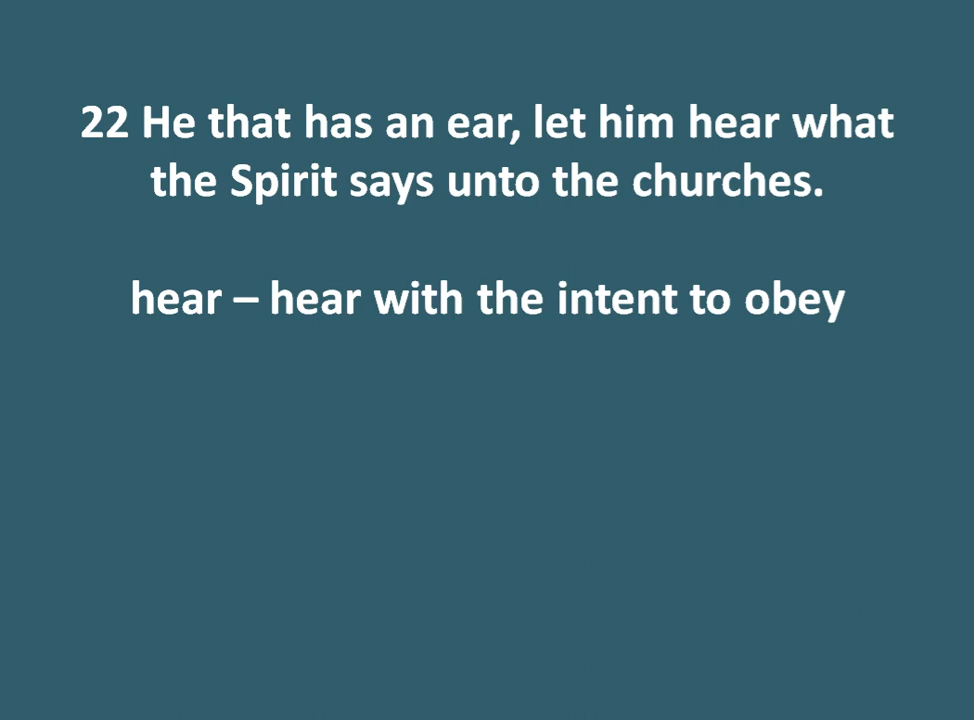 22 He that has an ear, let him hear what
the Spirit says unto the churches.
hear – hear with the intent to obey